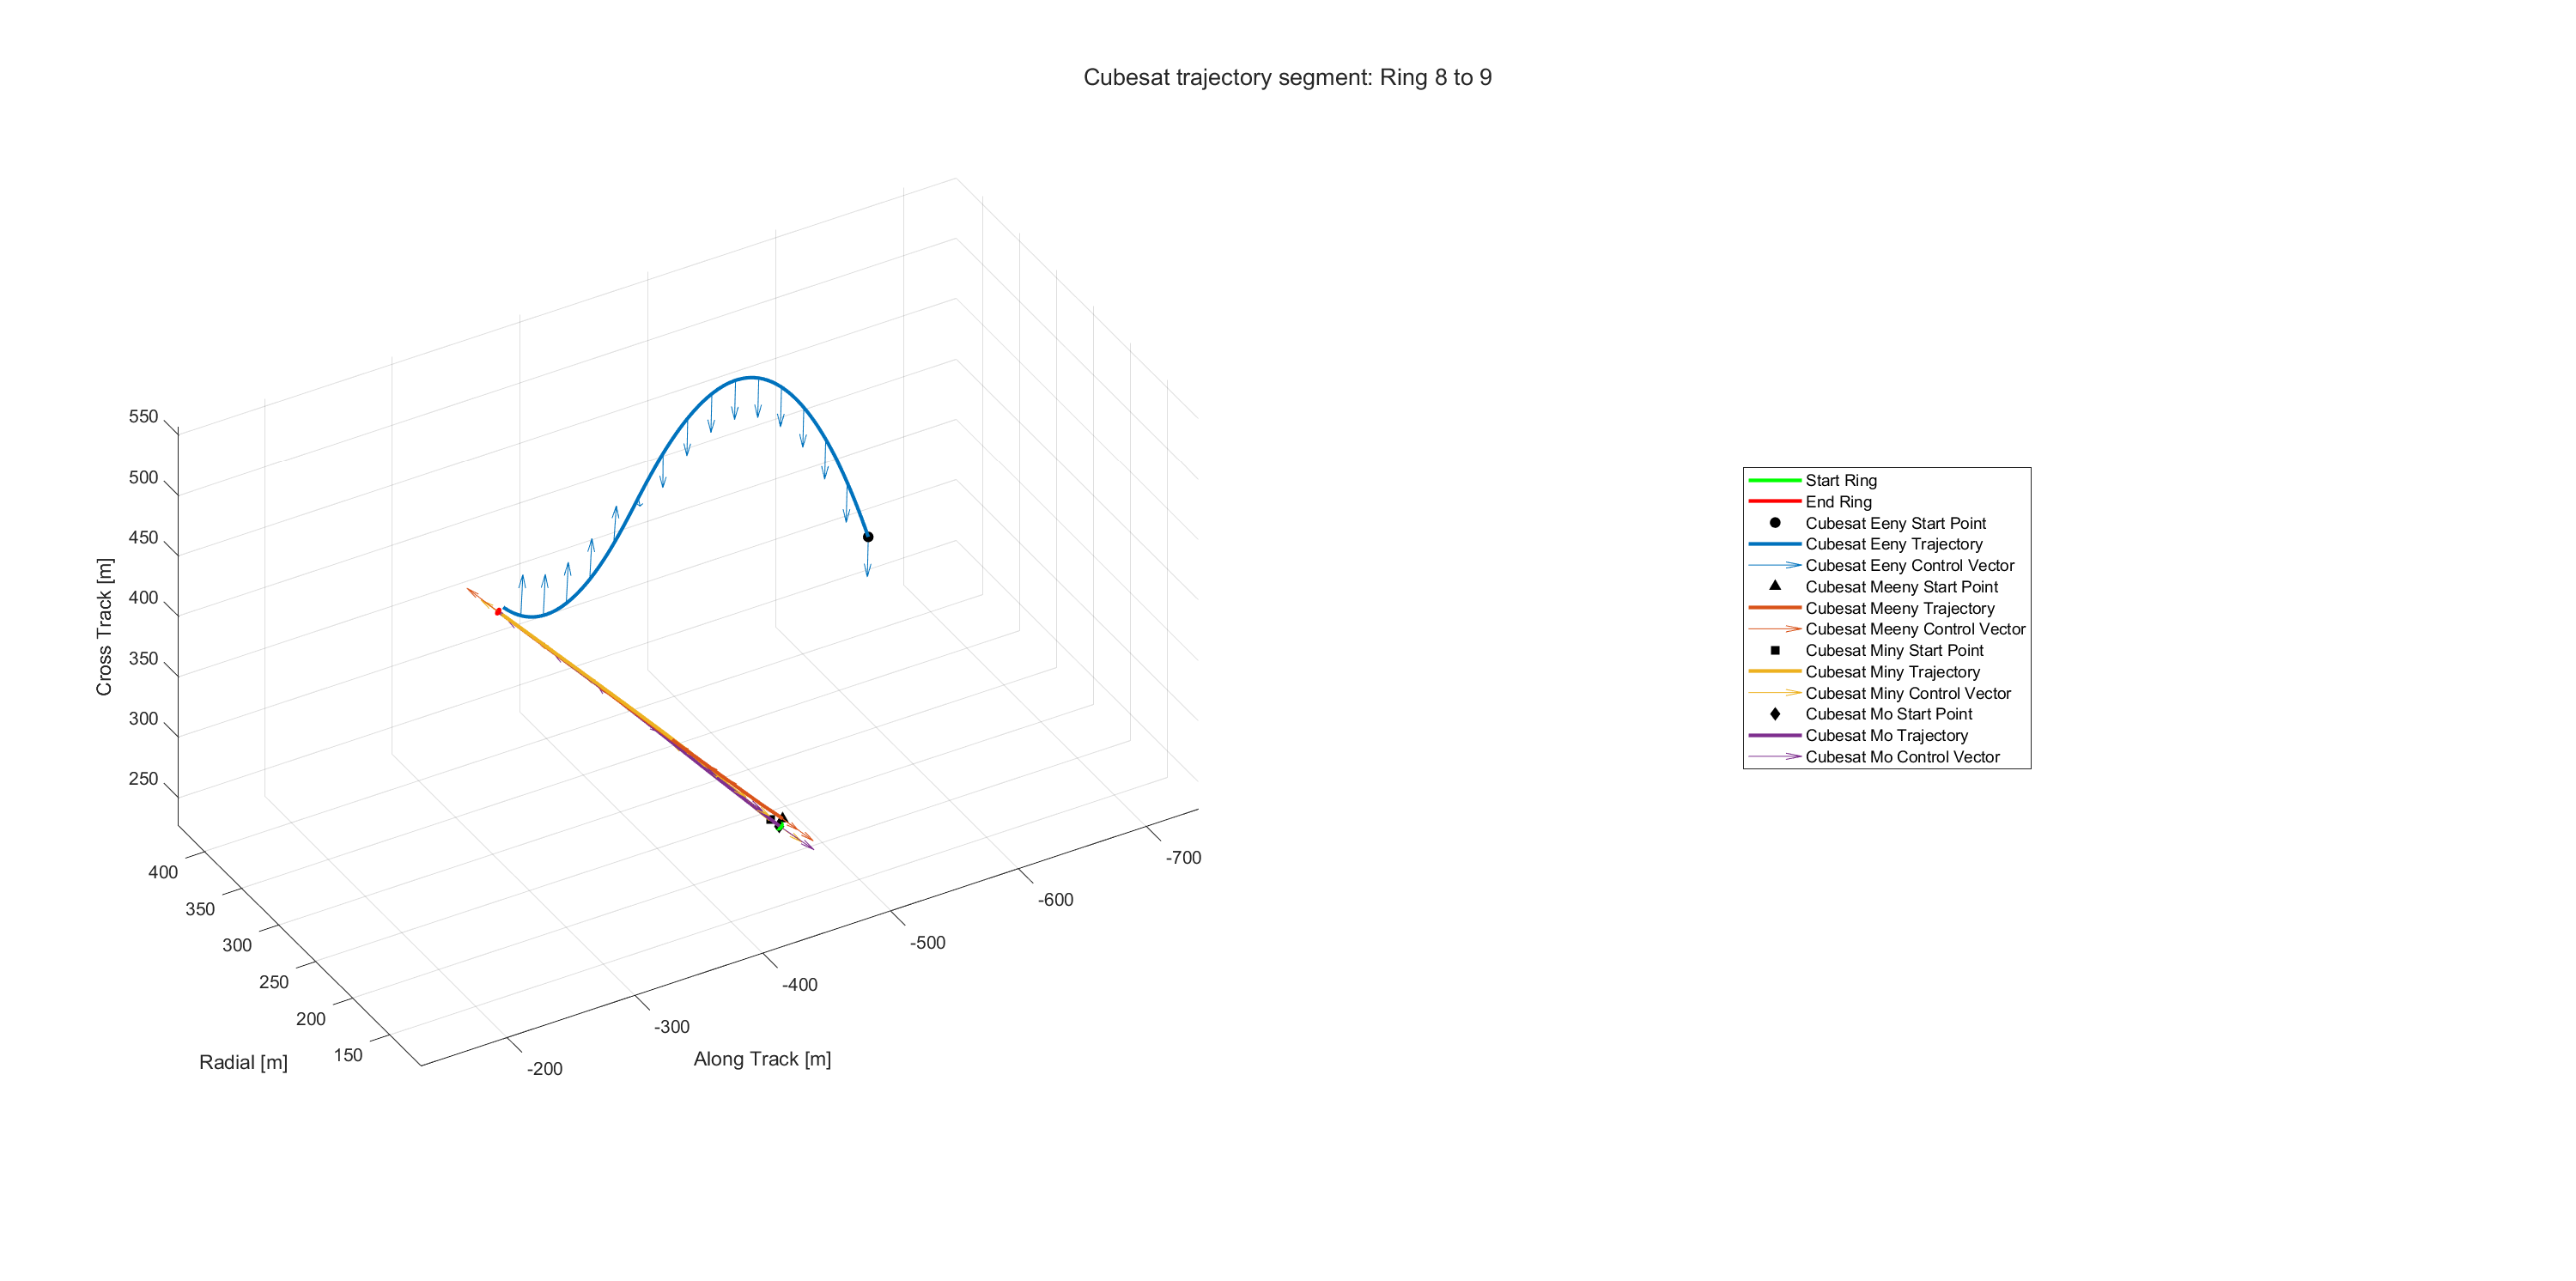 Cubesat trajectory segment: Ring 8 to 9
550
500
450
400
350
300
250
Cross Track [m]
400
350
300
250
200
150
Radial [m]
-200
-300
-400
-500
-600
-700
Along Track [m]
Start Ring
End Ring
Cubesat Eeny Start Point
Cubesat Eeny Trajectory
Cubesat Eeny Control Vector
Cubesat Meeny Start Point
Cubesat Meeny Trajectory
Cubesat Meeny Control Vector
Cubesat Miny Start Point
Cubesat Miny Trajectory
Cubesat Miny Control Vector
Cubesat Mo Start Point
Cubesat Mo Trajectory
Cubesat Mo Control Vector